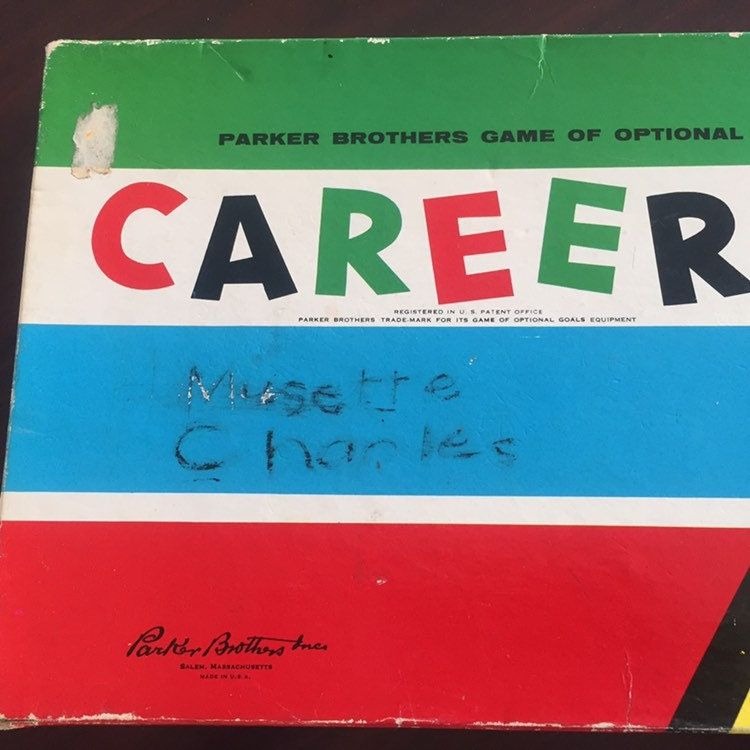 PARKER BROTHERS GAME OF OPTIONAL
CAREER
REGISTERED IN U. S. PATENT OFFICE
PARKER BROTHERS TRADE-MARK FOR ITS GAME OF OPTIONAL GOALS EQUIPMENT
Musette
Charles
Parker Brothers Inc.
SALEM, MASSACHUSETTS
MADE IN U.S.A.